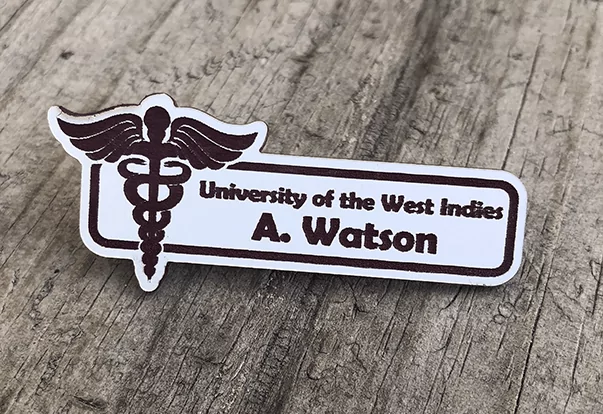 University of the West Indies
A. Watson